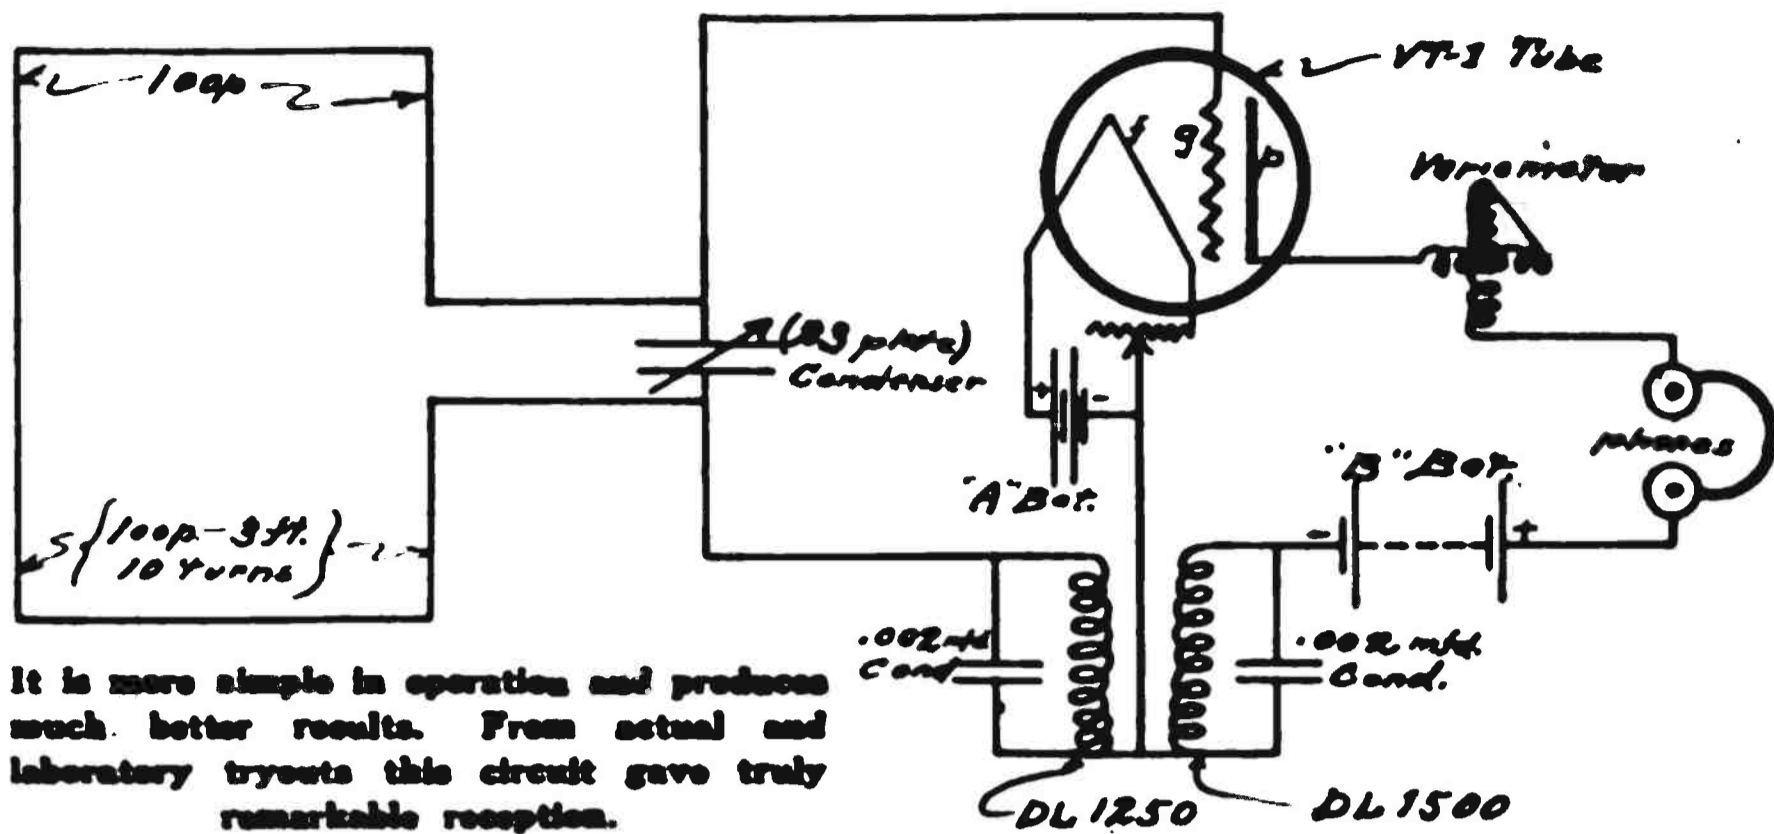 loop
VT-1 Tube
f
g
p
Variometer
(23 plate)
Condenser
+
-
"A" Bat.
"B" Bat.
-
+
phones
loop - 3 ft.
10 turns
.002 mfd.
Cond
.002 mfd.
Cond.
DL 1250
DL 1500
It is more simple in operation and produces
much better results. From actual and
laboratory tryouts this circuit gave truly
remarkable reception.